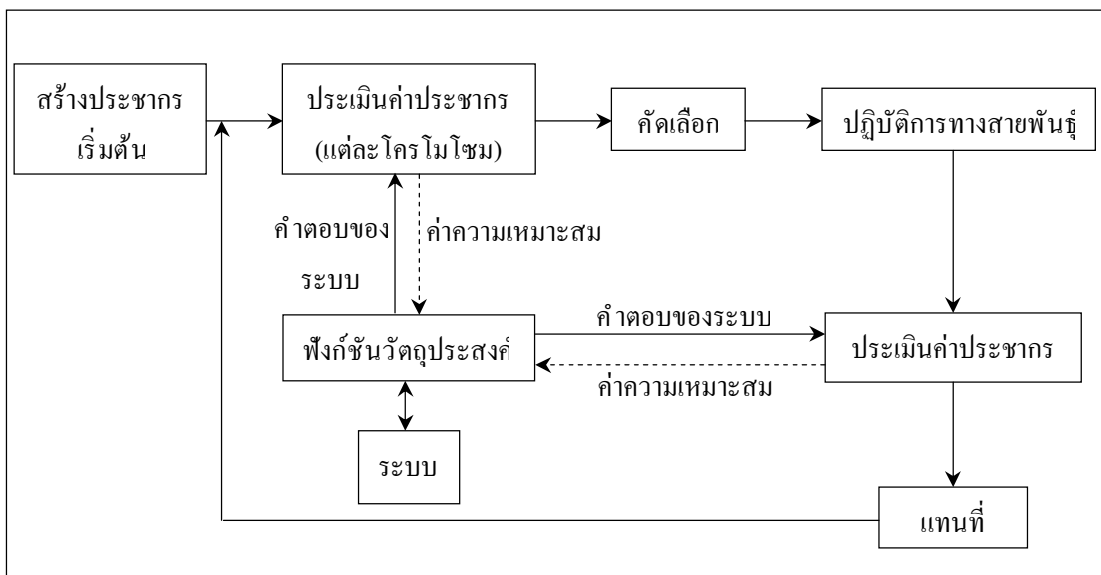 สร้างประชากร
เริ่มต้น
ประเมินค่าประชากร
(แต่ละโครโมโซม)
คัดเลือก
ปฏิบัติการทางสายพันธุ์
คำตอบของ
ระบบ
ค่าความเหมาะสม
ฟังก์ชันวัตถุประสงค์
คำตอบของระบบ
ค่าความเหมาะสม
ประเมินค่าประชากร
ระบบ
แทนที่